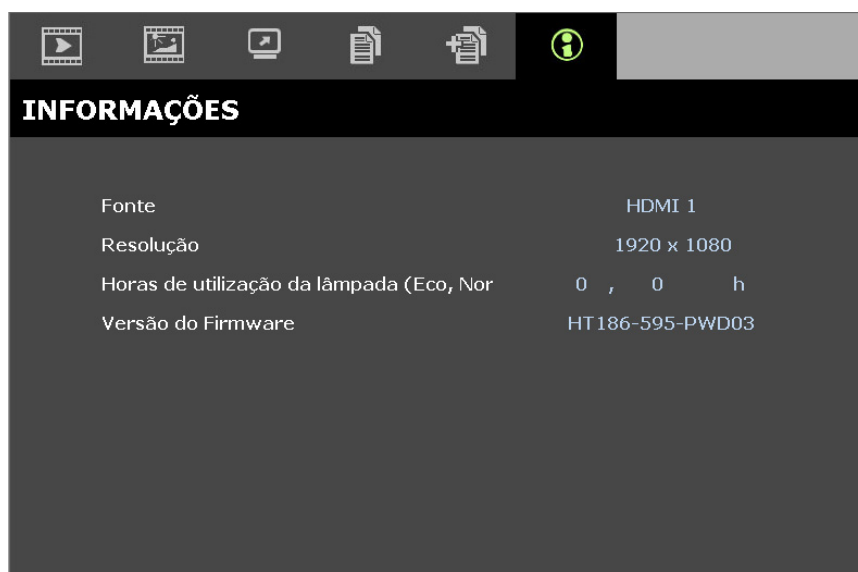 INFORMAÇÕES
Fonte HDMI 1
Resolução 1920 x 1080
Horas de utilização da lâmpada (Eco, Nor 0 , 0 h
Versão do Firmware HT186-595-PWD03